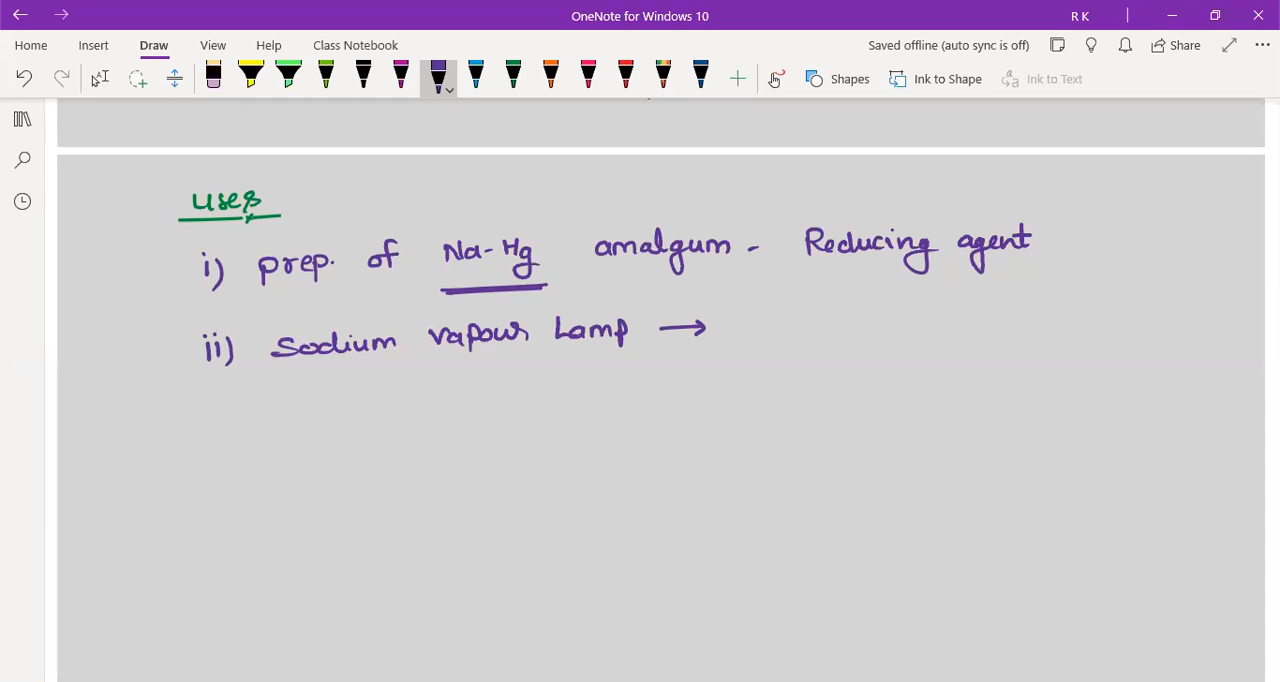 OneNote for Windows 10
R K
Home Insert Draw View Help Class Notebook
Saved offline (auto sync is off) Share
Shapes Ink to Shape Ink to Text
uses
i) prep. of Na-Hg amalgum - Reducing agent
ii) Sodium vapour Lamp →